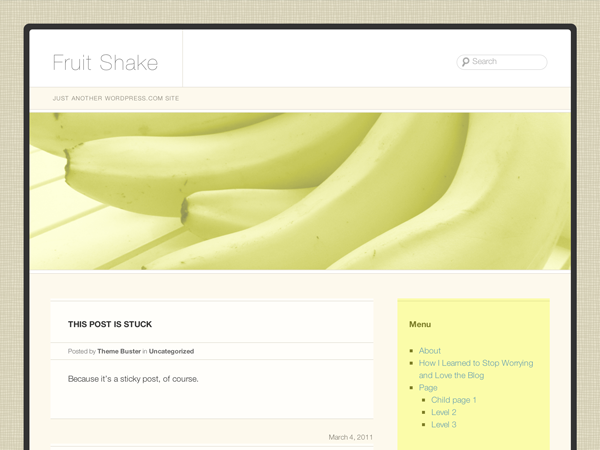 Fruit Shake
Search
JUST ANOTHER WORDPRESS.COM SITE
THIS POST IS STUCK
Posted by Theme Buster in Uncategorized
Because it's a sticky post, of course.
March 4, 2011
Menu
About
How I Learned to Stop Worrying
and Love the Blog
Page
Child page 1
Level 2
Level 3